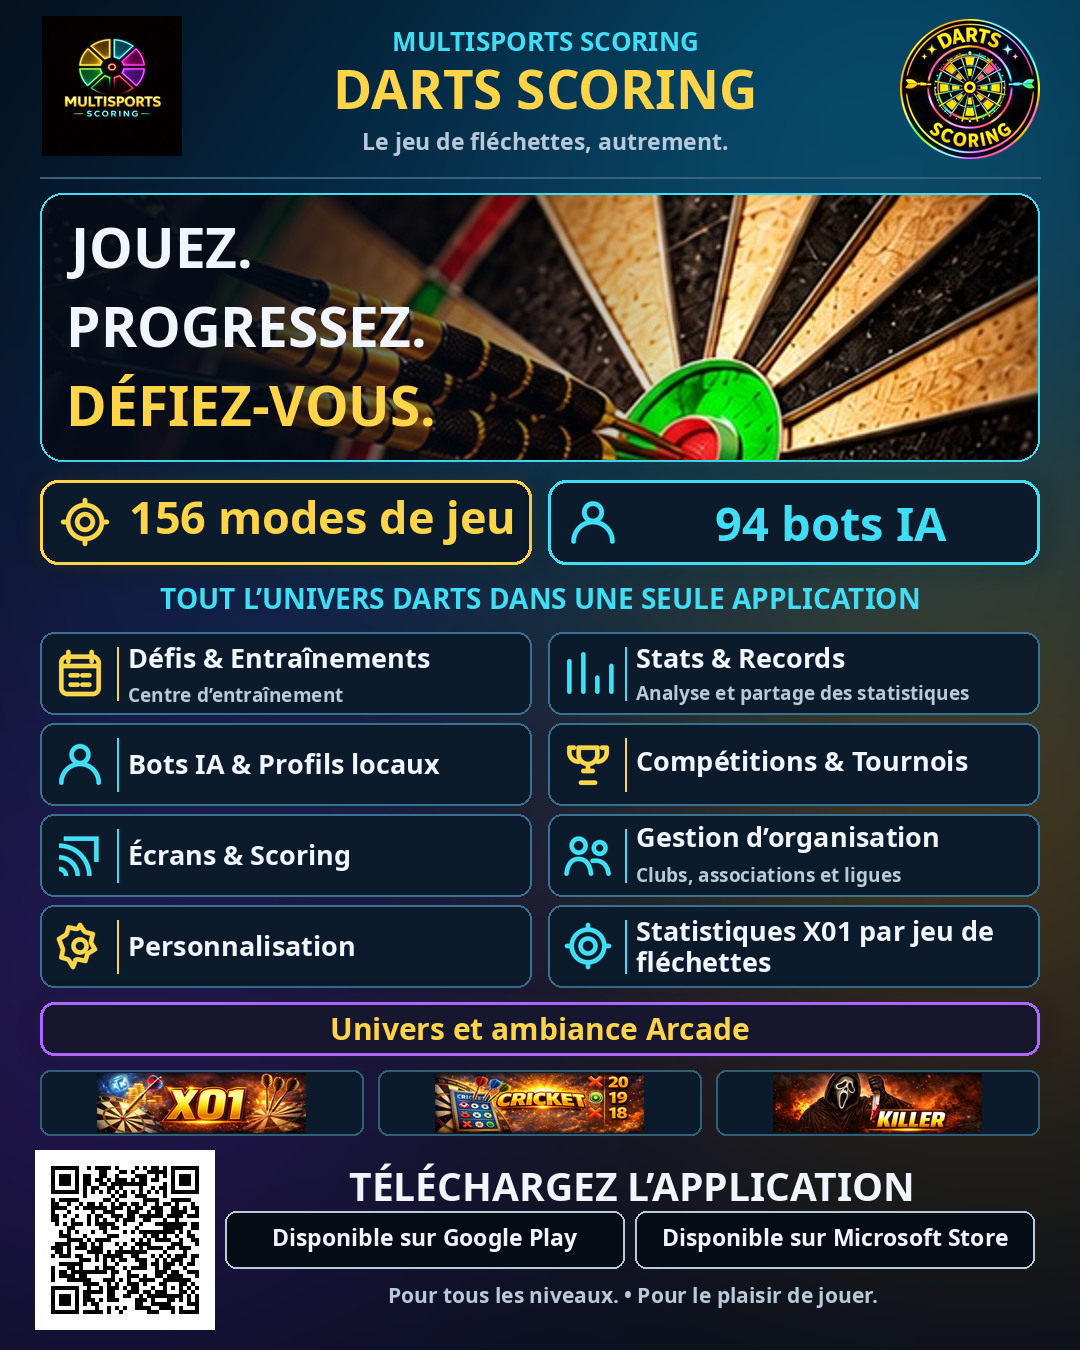 MULTISPORTS
SCORING
MULTISPORTS SCORING
DARTS SCORING
Le jeu de fléchettes, autrement.
DARTS
SCORING
JOUEZ.
PROGRESSEZ.
DÉFIEZ-VOUS.
156 modes de jeu
94 bots IA
TOUT L’UNIVERS DARTS DANS UNE SEULE APPLICATION
Défis & Entraînements
Centre d’entraînement
Stats & Records
Analyse et partage des statistiques
Bots IA & Profils locaux
Compétitions & Tournois
Écrans & Scoring
Gestion d’organisation
Clubs, associations et ligues
Personnalisation
Statistiques X01 par jeu de
fléchettes
Univers et ambiance Arcade
X01
CRICKET
CRICKET
20
19
18
KILLER
TÉLÉCHARGEZ L’APPLICATION
Disponible sur Google Play
Disponible sur Microsoft Store
Pour tous les niveaux. • Pour le plaisir de jouer.